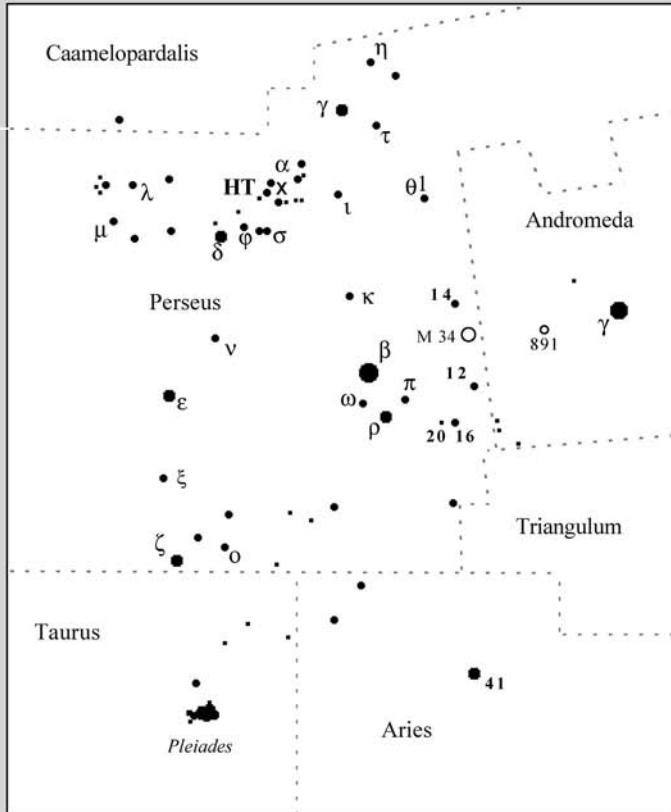 η
Caamelopardalis
γ
τ
α
HT x
λ
ι
θ1
μ
Andromeda
δ φ σ
Perseus
κ
14
γ
M 34
891
ν
β
12
ε
ω
π
ρ
20 16
ξ
Triangulum
ζ
ο
Taurus
41
Aries
Pleiades